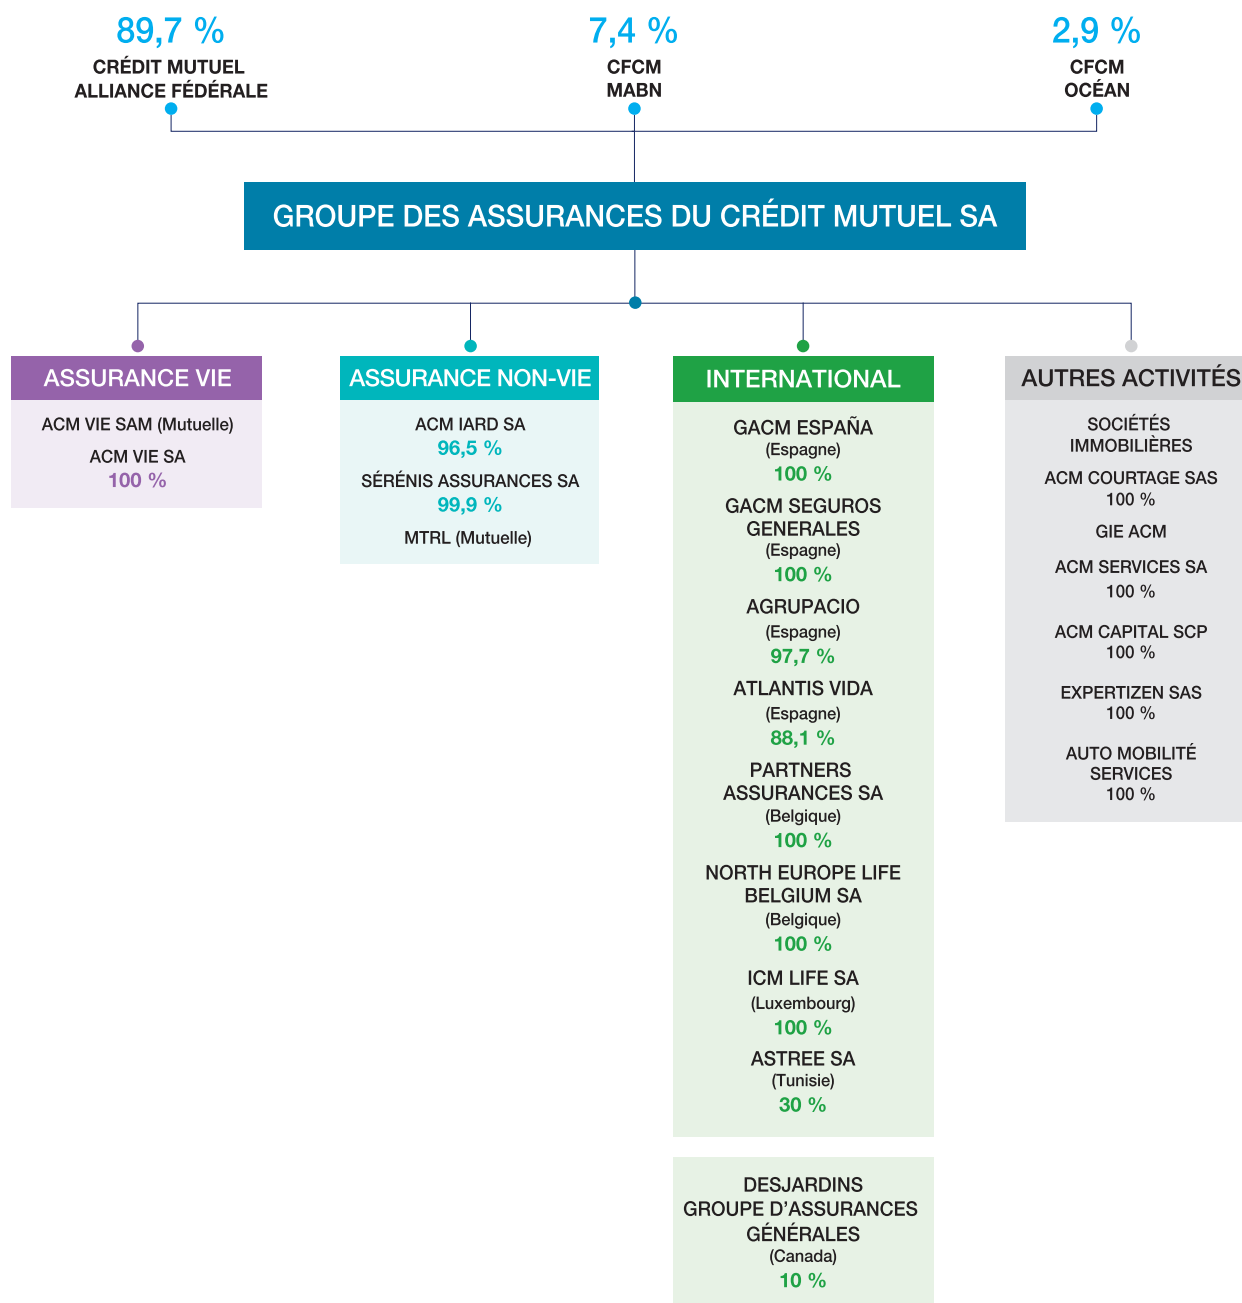 89,7 %
CRÉDIT MUTUEL
ALLIANCE FÉDÉRALE
7,4 %
CFCM
MABN
2,9 %
CFCM
OCÉAN
GROUPE DES ASSURANCES DU CRÉDIT MUTUEL SA
ASSURANCE VIE
ACM VIE SAM (Mutuelle)
ACM VIE SA
100 %
ASSURANCE NON-VIE
ACM IARD SA
96,5 %
SÉRÉNIS ASSURANCES SA
99,9 %
MTRL (Mutuelle)
INTERNATIONAL
GACM ESPAÑA
(Espagne)
100 %
GACM SEGUROS
GENERALES
(Espagne)
100 %
AGRUPACIO
(Espagne)
97,7 %
ATLANTIS VIDA
(Espagne)
88,1 %
PARTNERS
ASSURANCES SA
(Belgique)
100 %
NORTH EUROPE LIFE
BELGIUM SA
(Belgique)
100 %
ICM LIFE SA
(Luxembourg)
100 %
ASTREE SA
(Tunisie)
30 %
DESJARDINS
GROUPE D'ASSURANCES
GÉNÉRALES
(Canada)
10 %
AUTRES ACTIVITÉS
SOCIÉTÉS
IMMOBILIÈRES
ACM COURTAGE SAS
100 %
GIE ACM
ACM SERVICES SA
100 %
ACM CAPITAL SCP
100 %
EXPERTIZEN SAS
100 %
AUTO MOBILITÉ
SERVICES
100 %